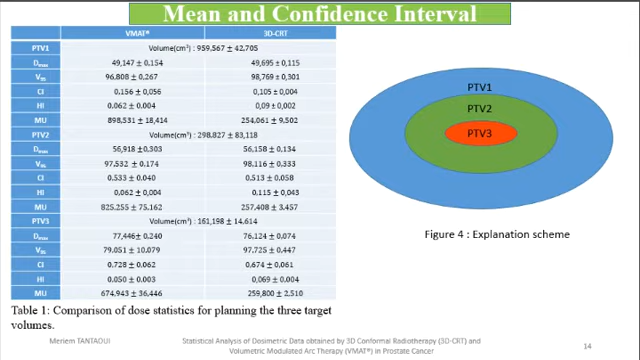 Mean and Confidence Interval
VMAT® 3D-CRT
PTV1 Volume(cm³) : 959,567 ± 42,705
Dmax 49,147 ± 0,154 49,695 ± 0,115
V95 96.808 ± 0,267 98,769 ± 0,301
CI 0,156 ± 0,056 0,105 ± 0,004
HI 0.062 ± 0.004 0,09 ± 0,002
MU 898,531 ± 18,414 254,061 ± 9,502
PTV2 Volume(cm³) : 298,827 ± 83,118
Dmax 56,918 ± 0,303 56,158 ± 0,134
V95 97,532 ± 0.174 98,116 ± 0,333
CI 0.533 ± 0.040 0,513 ± 0,058
HI 0,062 ± 0,004 0,115 ± 0,043
MU 825,255 ± 75,162 257,408 ± 3,457
PTV3 Volume(cm³) : 161,198 ± 14,614
Dmax 77,446± 0,240 76,124 ± 0,074
V95 79,051 ± 10,079 97,725 ± 0,447
CI 0,728 ± 0,062 0,674 ± 0,061
HI 0,050 ± 0,003 0,069 ± 0.004
MU 674,943 ± 36,446 259,800 ± 2,510
PTV1
PTV2
PTV3
Figure 4 : Explanation scheme
Table 1: Comparison of dose statistics for planning the three target
volumes.
Meriem TANTAOUI
Statistical Analysis of Dosimetric Data obtained by 3D Conformal Radiotherapy (3D-CRT) and
Volumetric Modulated Arc Therapy (VMAT®) in Prostate Cancer
14